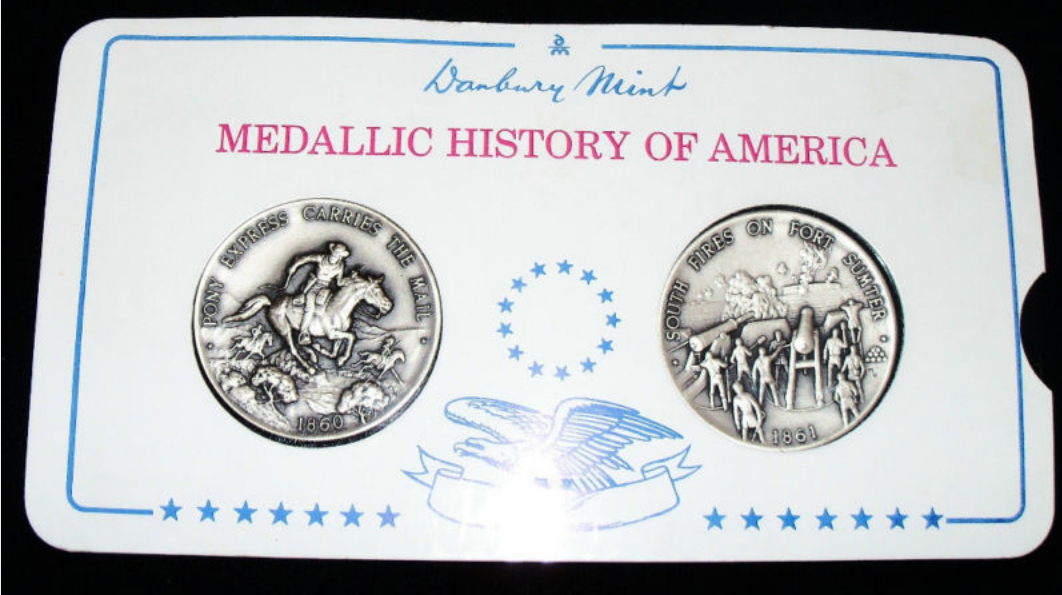 Danbury Mint
MEDALLIC HISTORY OF AMERICA
PONY EXPRESS CARRIES THE MAIL
1860
SOUTH FIRES ON FORT SUMTER
1861